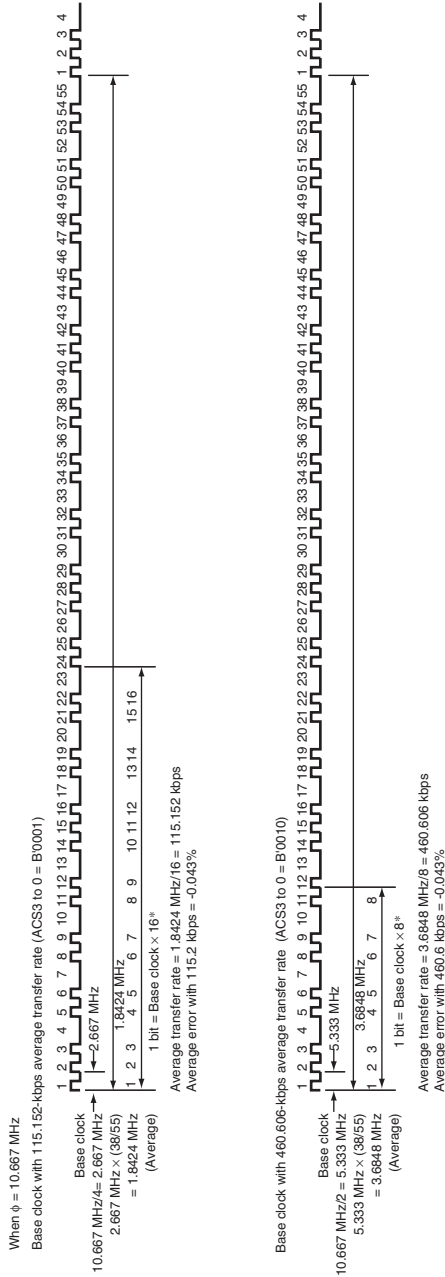 When ϕ = 10.667 MHz
Base clock with 115.152-kbps average transfer rate (ACS3 to 0 = B'0001)
1 2 3 4 5 6 7 8 9 10 11 12 13 14 15 16 17 18 19 20 21 22 23 24 25 26 27 28 29 30 31 32 33 34 35 36 37 38 39 40 41 42 43 44 45 46 47 48 49 50 51 52 53 54 55 1 2 3 4
Base clock
10.667 MHz/4= 2.667 MHz
2.667 MHz
2.667 MHz × (38/55)
1.8424 MHz
= 1.8424 MHz
(Average)
1 2 3 4 5 6 7 8 9 10 11 12 13 14 15 16
1 bit = Base clock × 16*
Average transfer rate = 1.8424 MHz/16 = 115.152 kbps
Average error with 115.2 kbps = -0.043%
Base clock with 460.606-kbps average transfer rate (ACS3 to 0 = B'0010)
1 2 3 4 5 6 7 8 9 10 11 12 13 14 15 16 17 18 19 20 21 22 23 24 25 26 27 28 29 30 31 32 33 34 35 36 37 38 39 40 41 42 43 44 45 46 47 48 49 50 51 52 53 54 55 1 2 3 4
Base clock
10.667 MHz/2 = 5.333 MHz
5.333 MHz
5.333 MHz × (38/55)
3.6848 MHz
= 3.6848 MHz
(Average)
1 2 3 4 5 6 7 8
1 bit = Base clock × 8*
Average transfer rate = 3.6848 MHz/8 = 460.606 kbps
Average error with 460.6 kbps = -0.043%